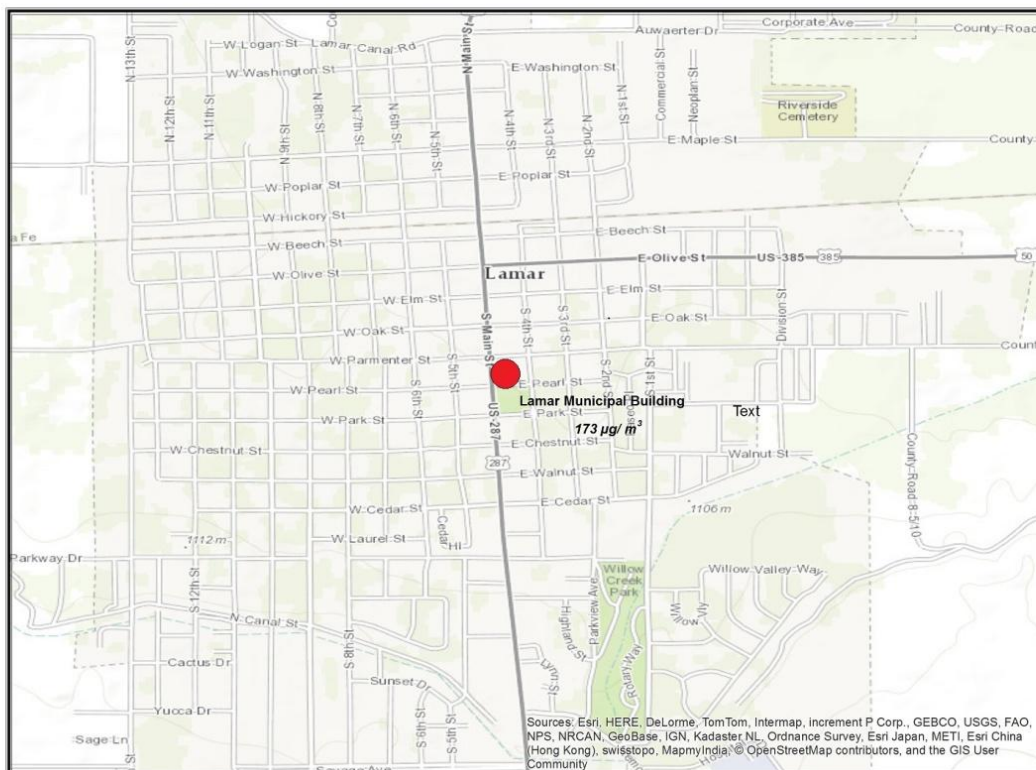 Corporate Ave
Auwaerter Dr
County Road
W Logan St
Lamar Canal Rd
N Main St
N 13th St
W Washington St
E Washington St
N 12th St
N 11th St
N 9th St
N 8th St
N 7th St
N 6th St
N 5th St
N 4th St
N 3rd St
N 2nd St
N 1st St
Commercial St
Neoplan St
Riverside
Cemetery
E Maple St
County
W Poplar St
E Poplar St
W Hickory St
a Fe
W Beech St
E Beech St
W Olive St
Lamar
E Olive St
US-385
385
50
W Elm St
E Elm St
W Oak St
S Main St
S 4th St
S 3rd St
E Oak St
Division St
W Parmenter St
Count
S 6th St
S 5th St
W Pearl St
E Pearl St
S 2nd St
S 1st St
Lamar Municipal Building
W Park St
US-287
E Park St
Text
173 µg/ m³
W Chestnut St
E Chestnut St
Walnut St
287
E Walnut St
County Road 8-510
W Cedar St
E Cedar St
1106 m
Cedar Hl
1112 m
W Laurel St
Parkway Dr
S 12th St
Willow
Creek
Park
Willow Valley Way
Willow Vly
N Canal St
S 8th St
Highland St
Parkview Ave
Rotary Way
Cactus Dr
Sunset Dr
Lynn St
Yucca Dr
S 6th St
S 5th St
Sage Ln
Savage Ave
Sources: Esri, HERE, DeLorme, TomTom, Intermap, increment P Corp., GEBCO, USGS, FAO,
NPS, NRCAN, GeoBase, IGN, Kadaster NL, Ordnance Survey, Esri Japan, METI, Esri China
(Hong Kong), swisstopo, MapmyIndia, © OpenStreetMap contributors, and the GIS User
Community